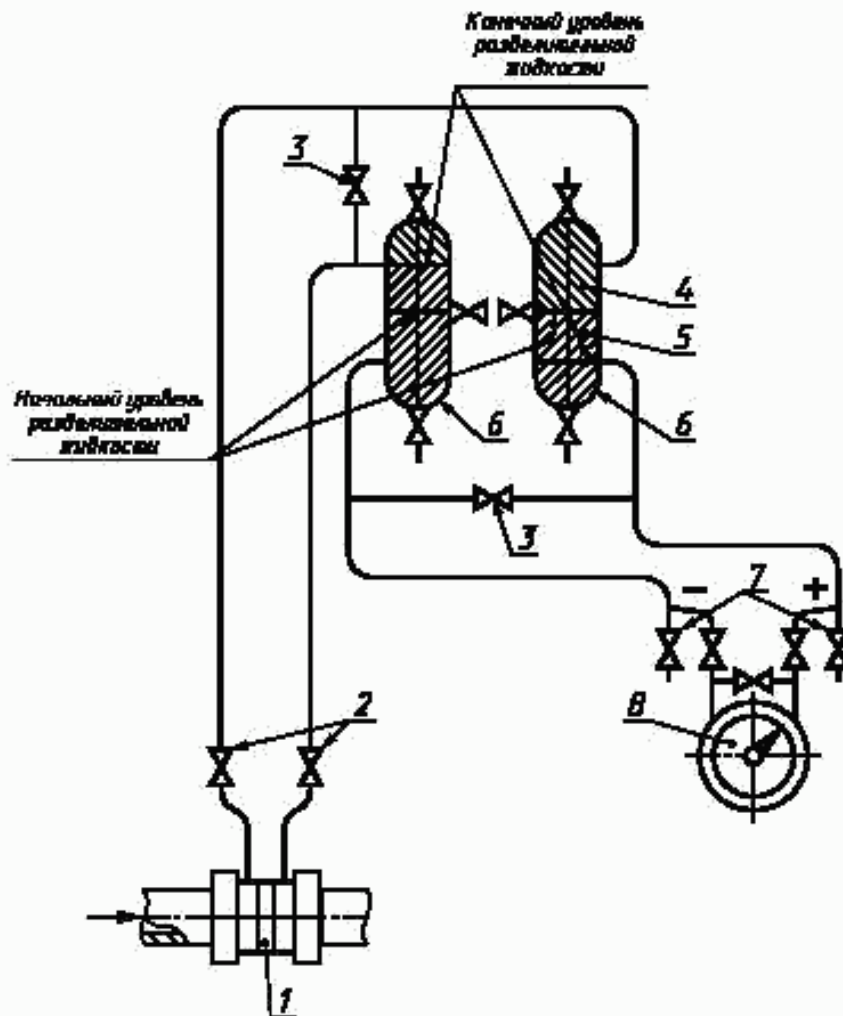 Конечный уровень
разделительной
жидкости
3
4
5
Начальный уровень
разделительной
жидкости
6
6
3
7
−
+
2
8
1